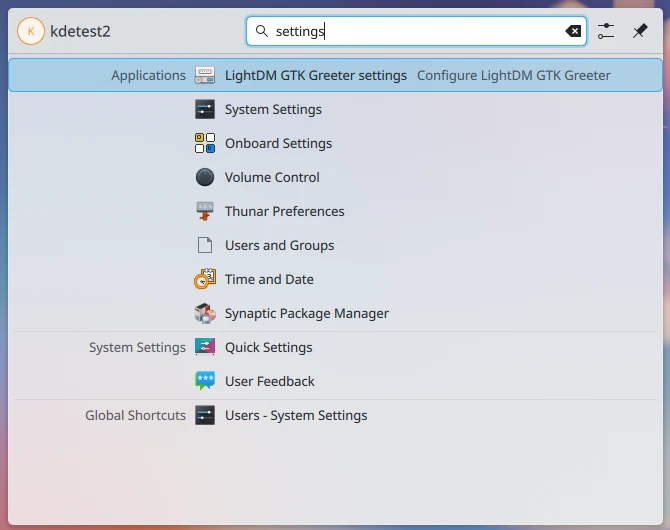 K kdetest2 settings
Applications LightDM GTK Greeter settings Configure LightDM GTK Greeter
System Settings
Onboard Settings
Volume Control
Thunar Preferences
Users and Groups
Time and Date
Synaptic Package Manager
System Settings Quick Settings
User Feedback
Global Shortcuts Users - System Settings